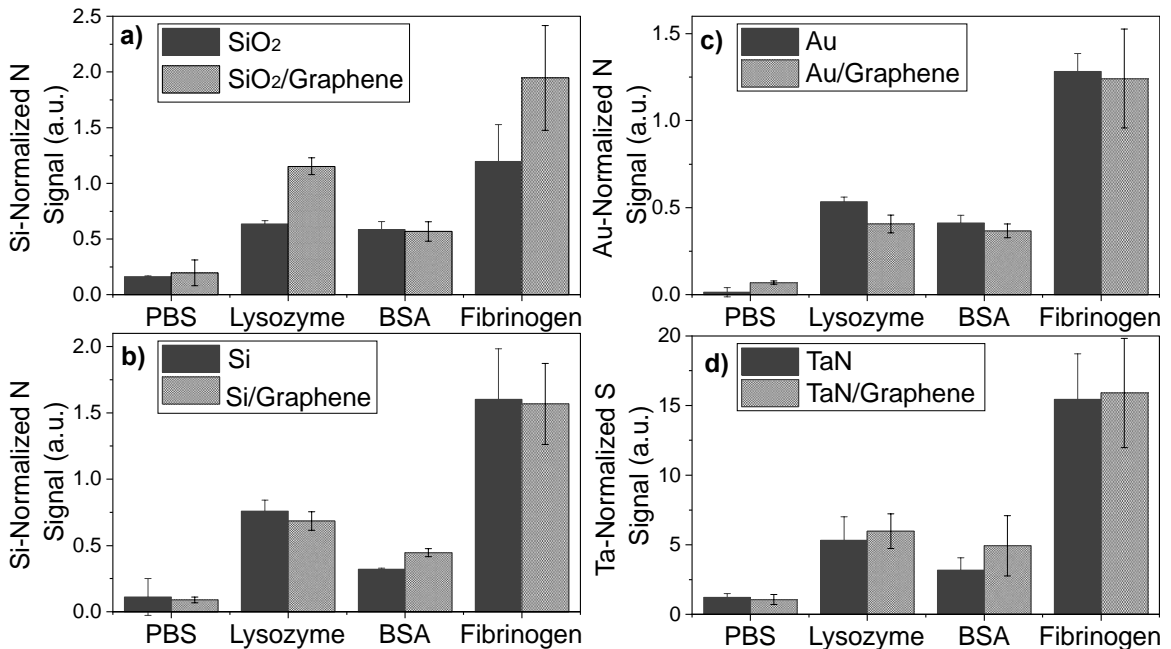 a)
SiO2
SiO2/Graphene
Si-Normalized N
Signal (a.u.)
2.5
2.0
1.5
1.0
0.5
0.0
PBS Lysozyme BSA Fibrinogen
c)
Au
Au/Graphene
Au-Normalized N
Signal (a.u.)
1.5
1.0
0.5
0.0
PBS Lysozyme BSA Fibrinogen
b)
Si
Si/Graphene
Si-Normalized N
Signal (a.u.)
2.0
1.5
1.0
0.5
0.0
PBS Lysozyme BSA Fibrinogen
d)
TaN
TaN/Graphene
Ta-Normalized S
Signal (a.u.)
20
15
10
5
0
PBS Lysozyme BSA Fibrinogen